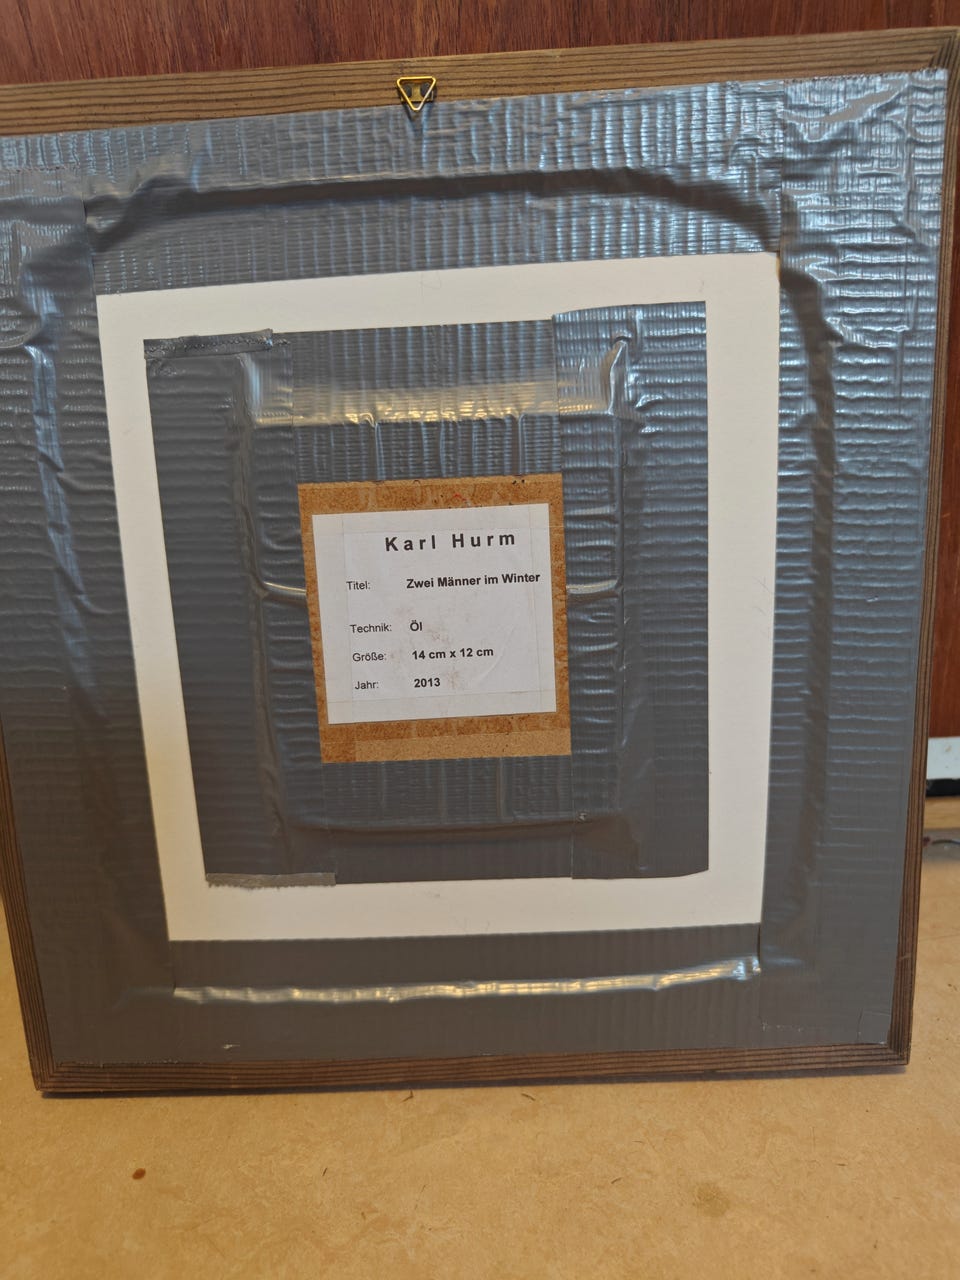 Karl Hurm
Titel: Zwei Männer im Winter
Technik: Öl
Größe: 14 cm x 12 cm
Jahr: 2013